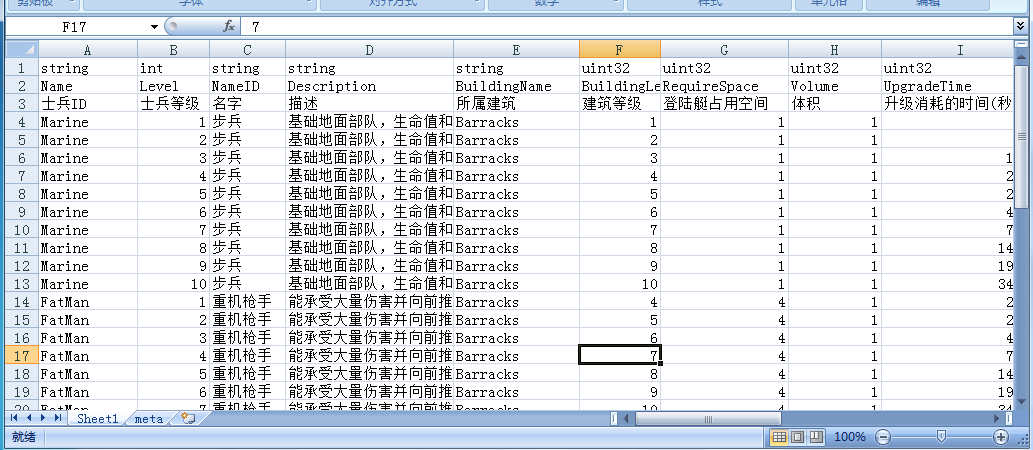 剪贴板 字体 对齐方式 数字 样式 单元格 编辑
F17 fx 7
A B C D E F G H I
1 string int string string string uint32 uint32 uint32 uint32
2 Name Level NameID Description BuildingName BuildingLe RequireSpace Volume UpgradeTime
3 士兵ID 士兵等级 名字 描述 所属建筑 建筑等级 登陆艇占用空间 体积 升级消耗的时间(秒
4 Marine 1 步兵 基础地面部队，生命值和 Barracks 1 1 1
5 Marine 2 步兵 基础地面部队，生命值和 Barracks 2 1 1
6 Marine 3 步兵 基础地面部队，生命值和 Barracks 3 1 1 1
7 Marine 4 步兵 基础地面部队，生命值和 Barracks 4 1 1 2
8 Marine 5 步兵 基础地面部队，生命值和 Barracks 5 1 1 2
9 Marine 6 步兵 基础地面部队，生命值和 Barracks 6 1 1 4
10 Marine 7 步兵 基础地面部队，生命值和 Barracks 7 1 1 7
11 Marine 8 步兵 基础地面部队，生命值和 Barracks 8 1 1 14
12 Marine 9 步兵 基础地面部队，生命值和 Barracks 9 1 1 19
13 Marine 10 步兵 基础地面部队，生命值和 Barracks 10 1 1 34
14 FatMan 1 重机枪手 能承受大量伤害并向前推 Barracks 4 4 1 2
15 FatMan 2 重机枪手 能承受大量伤害并向前推 Barracks 5 4 1 2
16 FatMan 3 重机枪手 能承受大量伤害并向前推 Barracks 6 4 1 4
17 FatMan 4 重机枪手 能承受大量伤害并向前推 Barracks 7 4 1 7
18 FatMan 5 重机枪手 能承受大量伤害并向前推 Barracks 8 4 1 14
19 FatMan 6 重机枪手 能承受大量伤害并向前推 Barracks 9 4 1 19
20 FatMan 7 重机枪手 能承受大量伤害并向前推 Barracks 10 4 1 34
Sheet1 meta
就绪 100%